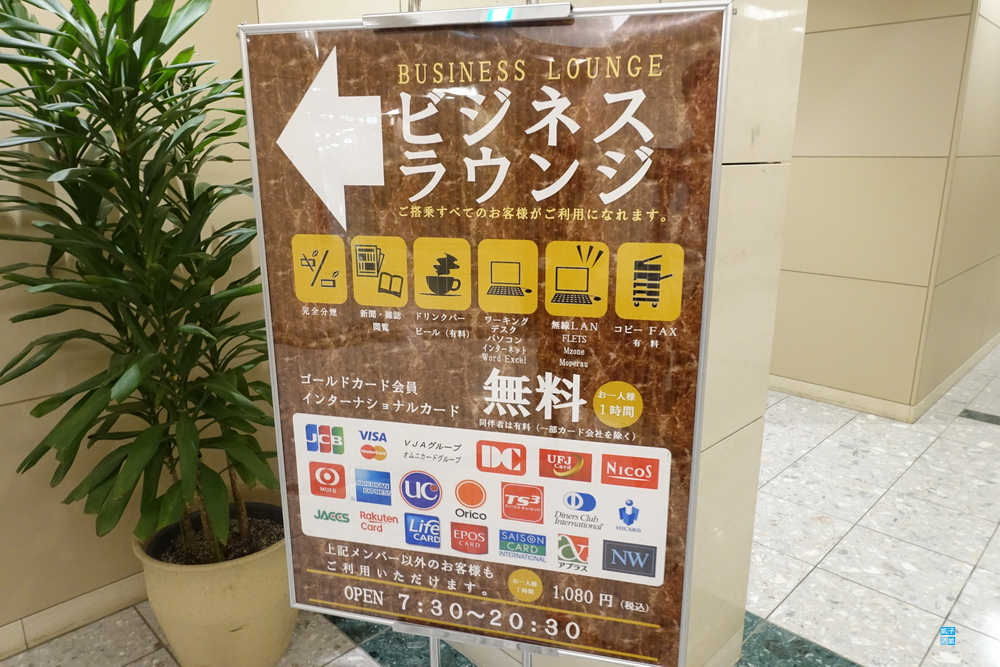 BUSINESS LOUNGE
ビジネス
ラウンジ
ご搭乗すべてのお客様がご利用になれます。
完全分煙
新聞・雑誌
閲覧
ドリンクバー
ビール(有料)
ワーキング
デスク
パソコン
インターネット
Word Excel
無線LAN
FLETS
Mzone
Moperau
コピー FAX
有料
ゴールドカード会員
インターナショナルカード
無料
お一人様
1時間
同伴者は有料(一部カード会社を除く)
JCB
VISA
MasterCard
VJAグループ
オムニカードグループ
DC
UFJ
Card
NICOS
MUFG
AMERICAN
EXPRESS
UC
Orico
TS3
Diners Club
International
JACCS
Rakuten
Card
Life
CARD
EPOS
CARD
SAISON
CARD
INTERNATIONAL
アプラス
NW
上記メンバー以外のお客様も
ご利用いただけます。
お一人様
1時間
1,080円(税込)
OPEN 7:30～20:30